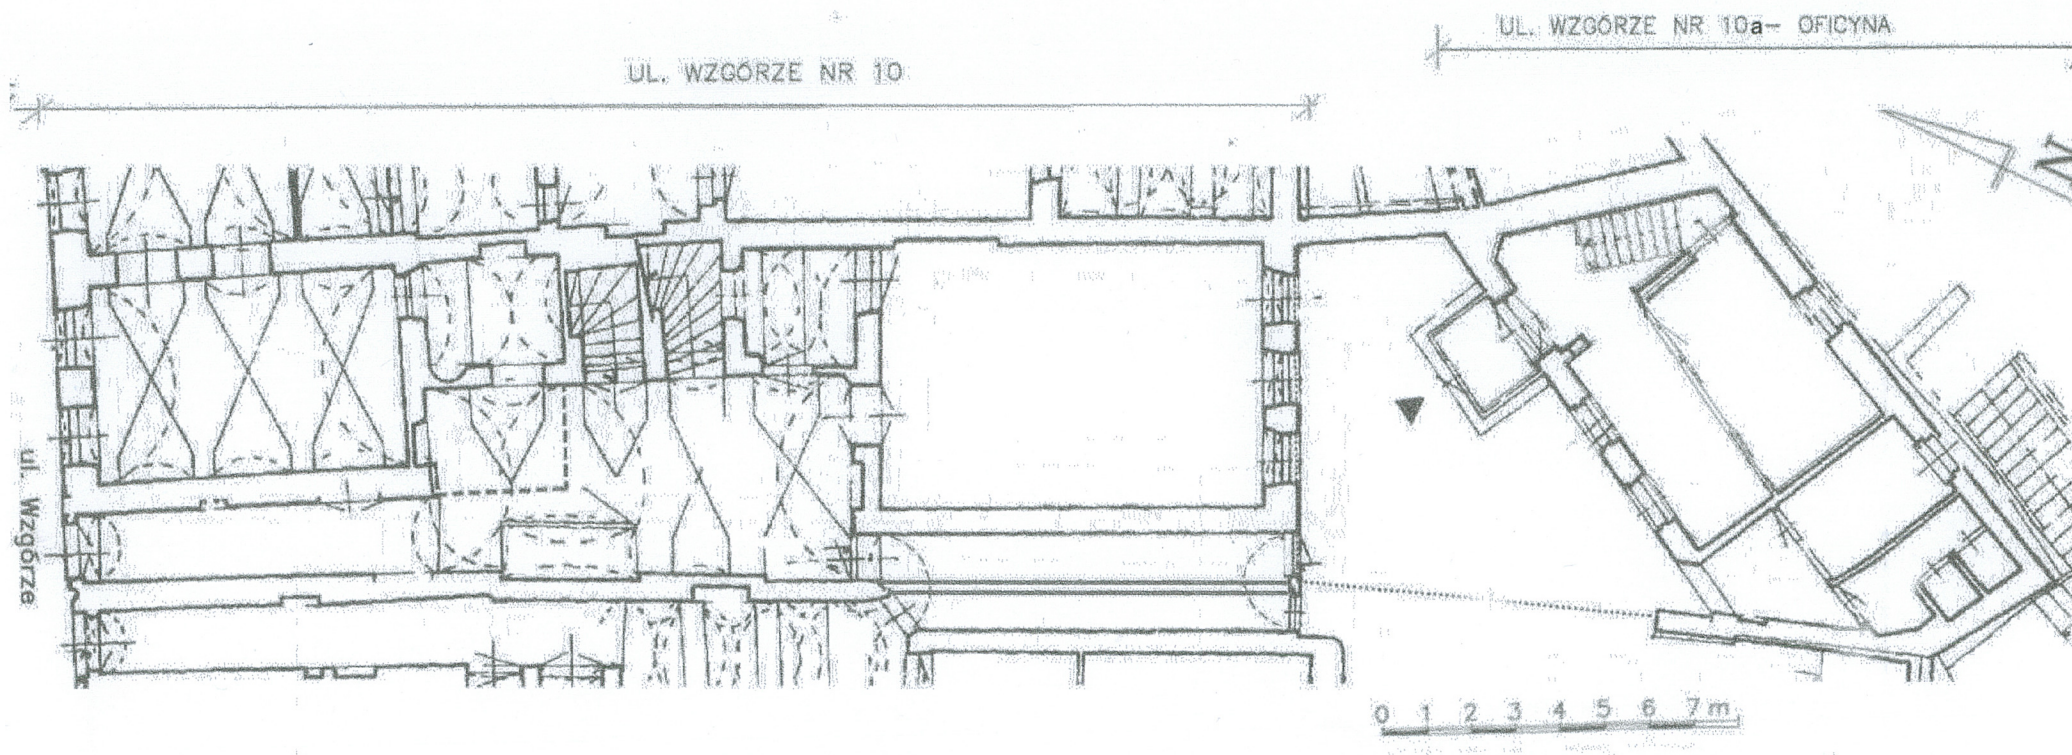 UL. WZGÓRZE NR 10a- OFICYNA
UL. WZGÓRZE NR 10
N
ul. Wzgórze
0 1 2 3 4 5 6 7 m